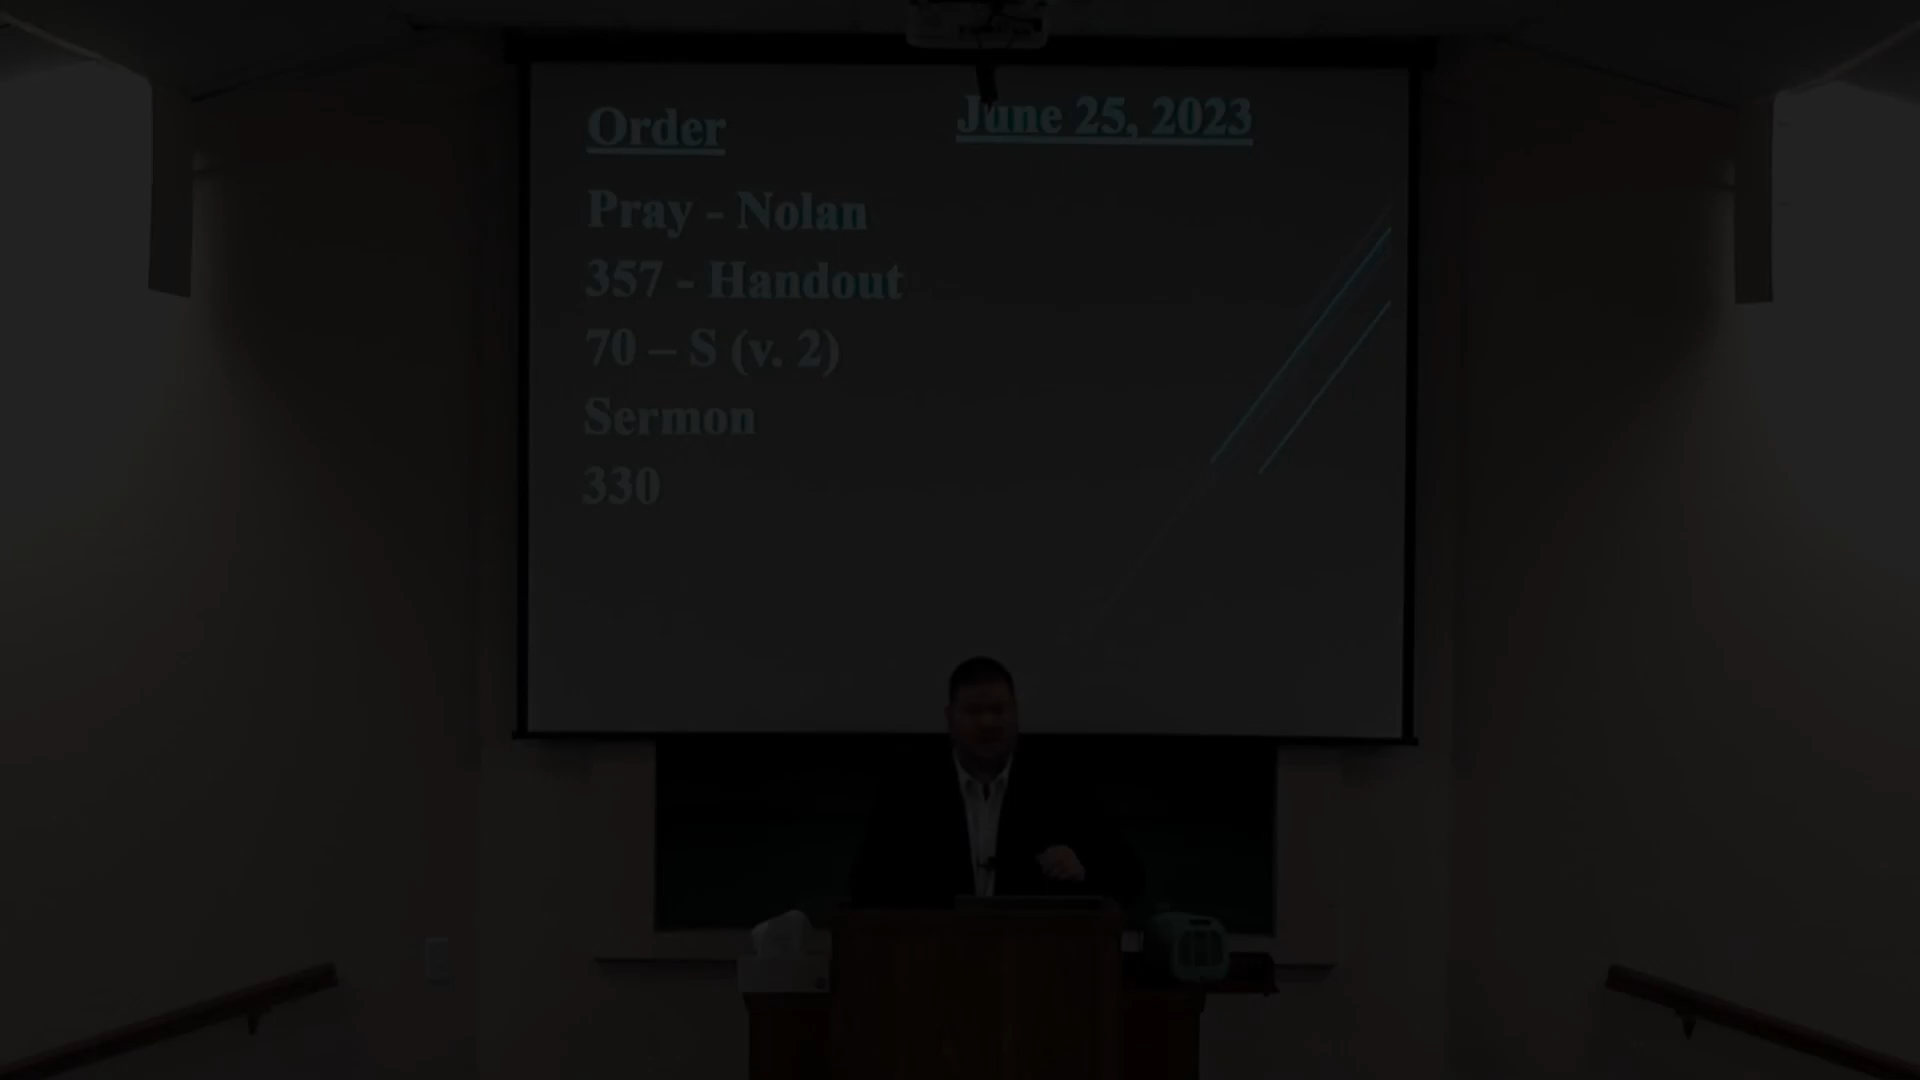 Order
June 25, 2023
Pray - Nolan
357 - Handout
70 – S (v. 2)
Sermon
330